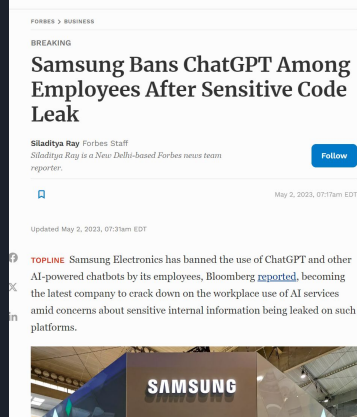 FORBES > BUSINESS
BREAKING
Samsung Bans ChatGPT Among
Employees After Sensitive Code
Leak
Siladitya Ray Forbes Staff
Siladitya Ray is a New Delhi-based Forbes news team
reporter.
Follow
May 2, 2023, 07:17am EDT
Updated May 2, 2023, 07:31am EDT
TOPLINE Samsung Electronics has banned the use of ChatGPT and other
AI-powered chatbots by its employees, Bloomberg reported, becoming
the latest company to crack down on the workplace use of AI services
amid concerns about sensitive internal information being leaked on such
platforms.
SAMSUNG